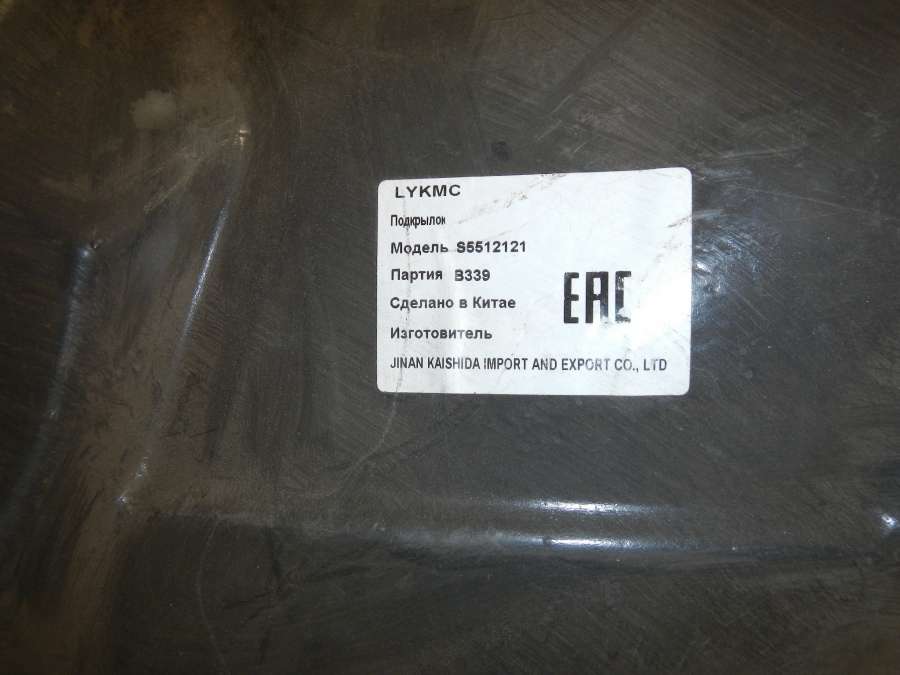 LYKMC
Подкрылок
Модель S5512121
Партия B339
Сделано в Китае
EAC
Изготовитель
JINAN KAISHIDA IMPORT AND EXPORT CO., LTD